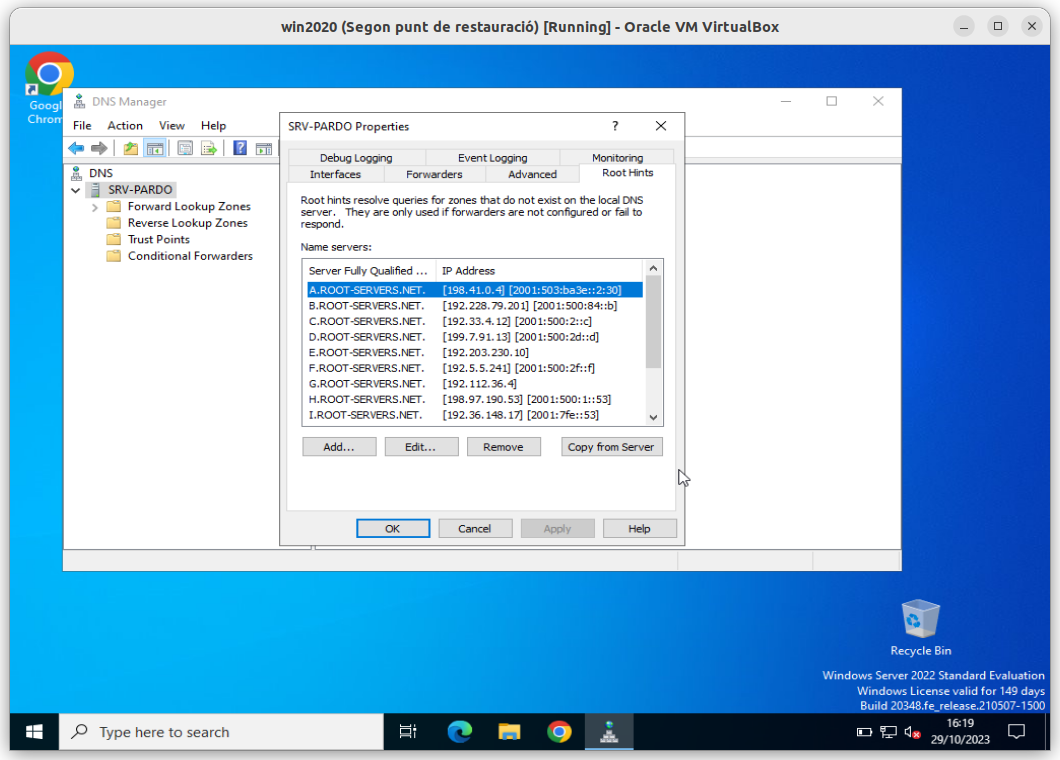 win2020 (Segon punt de restauració) [Running] - Oracle VM VirtualBox
Googl
Chrom
DNS Manager
File Action View Help
DNS
SRV-PARDO
Forward Lookup Zones
Reverse Lookup Zones
Trust Points
Conditional Forwarders
SRV-PARDO Properties
?
Debug Logging Event Logging Monitoring
Interfaces Forwarders Advanced Root Hints
Root hints resolve queries for zones that do not exist on the local DNS
server. They are only used if forwarders are not configured or fail to
respond.
Name servers:
Server Fully Qualified ... IP Address
A.ROOT-SERVERS.NET. [198.41.0.4] [2001:503:ba3e::2:30]
B.ROOT-SERVERS.NET. [192.228.79.201] [2001:500:84::b]
C.ROOT-SERVERS.NET. [192.33.4.12] [2001:500:2::c]
D.ROOT-SERVERS.NET. [199.7.91.13] [2001:500:2d::d]
E.ROOT-SERVERS.NET. [192.203.230.10]
F.ROOT-SERVERS.NET. [192.5.5.241] [2001:500:2f::f]
G.ROOT-SERVERS.NET. [192.112.36.4]
H.ROOT-SERVERS.NET. [198.97.190.53] [2001:500:1::53]
I.ROOT-SERVERS.NET. [192.36.148.17] [2001:7fe::53]
Add... Edit... Remove Copy from Server
OK Cancel Apply Help
Recycle Bin
Windows Server 2022 Standard Evaluation
Windows License valid for 149 days
Build 20348.fe_release.210507-1500
Type here to search
16:19
29/10/2023